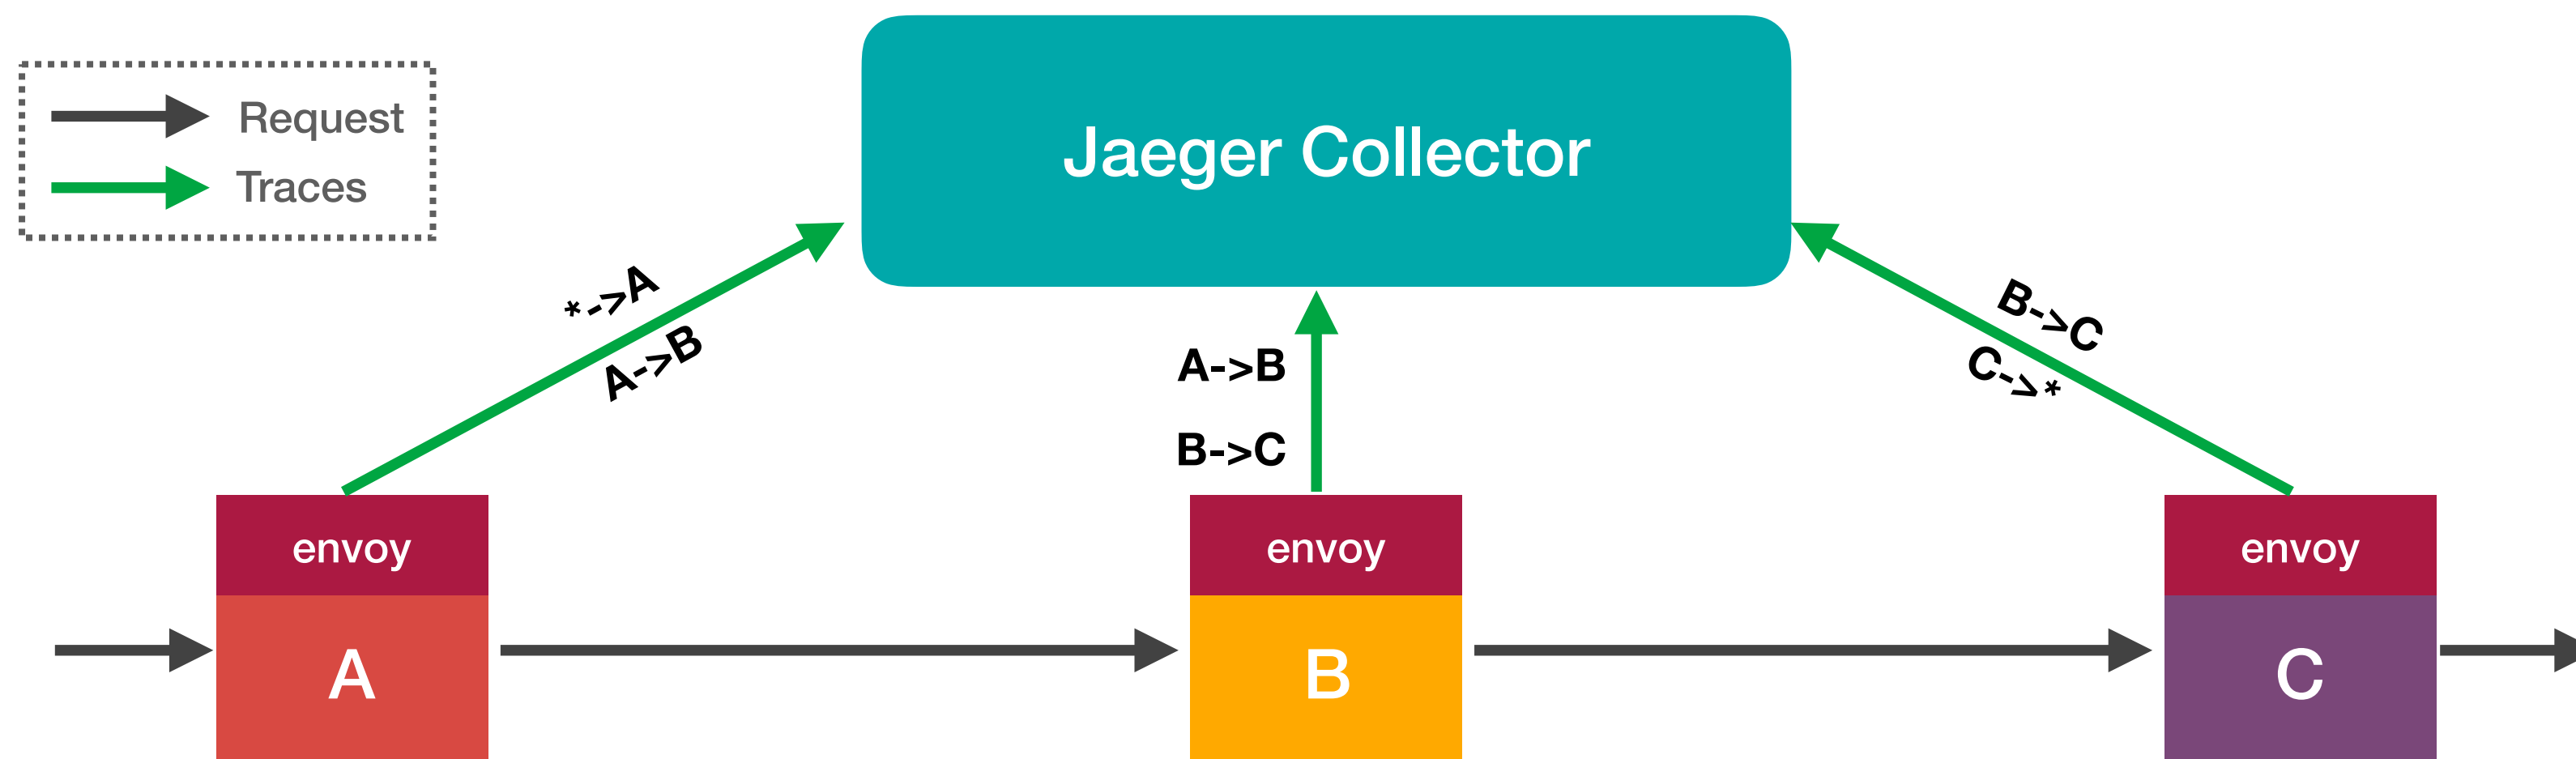 Request
Traces
Jaeger Collector
*->A
A->B
A->B
B->C
B->C
C->*
envoy
A
envoy
B
envoy
C